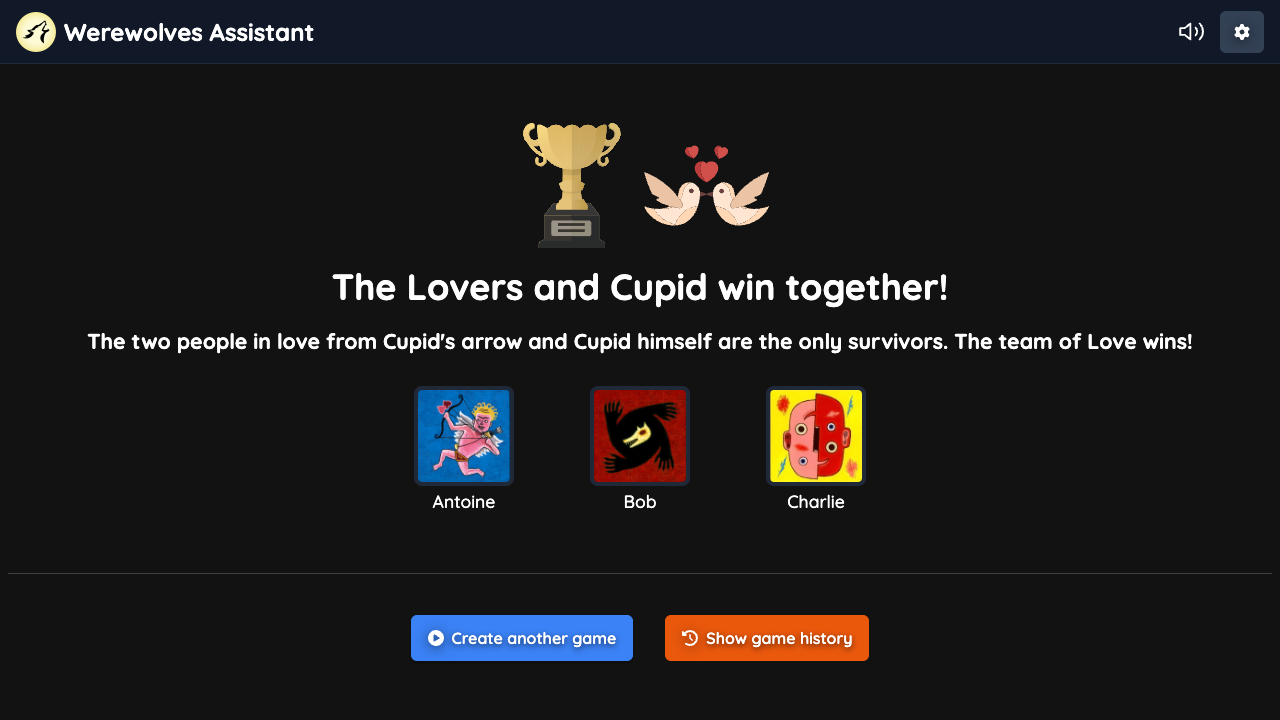 Werewolves Assistant
The Lovers and Cupid win together!
The two people in love from Cupid's arrow and Cupid himself are the only survivors. The team of Love wins!
Antoine
Bob
Charlie
Create another game
Show game history